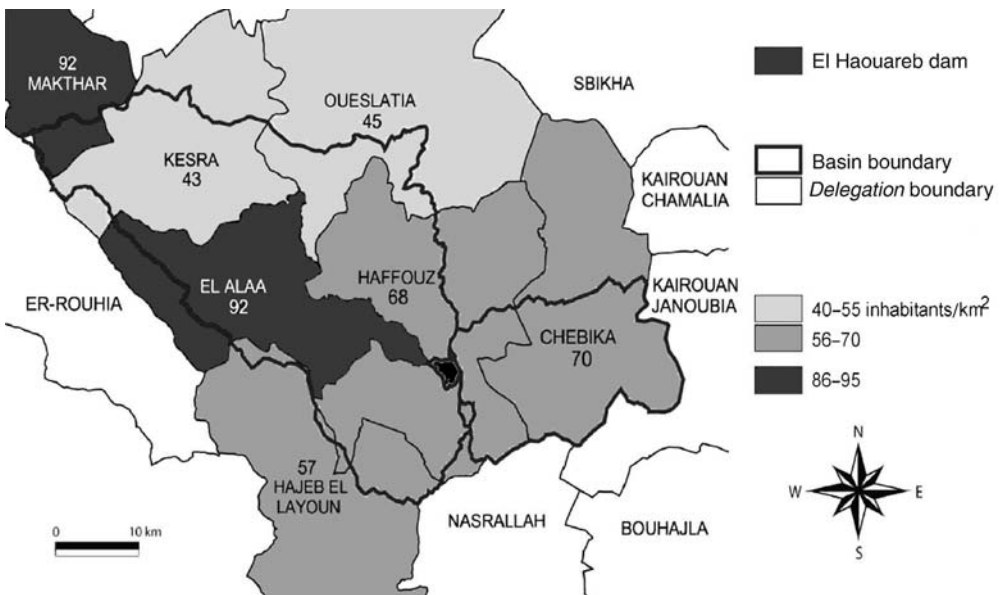 92
MAKTHAR
OUESLATIA
45
SBIKHA
KESRA
43
KAIROUAN
CHAMALIA
HAFFOUZ
68
EL ALAA
92
ER-ROUHIA
KAIROUAN
JANOUBIA
CHEBIKA
70
57
HAJEB EL
LAYOUN
NASRALLAH
BOUHAJLA
0 10 km
El Haouareb dam
Basin boundary
Delegation boundary
40–55 inhabitants/km²
56–70
86–95
N
W E
S